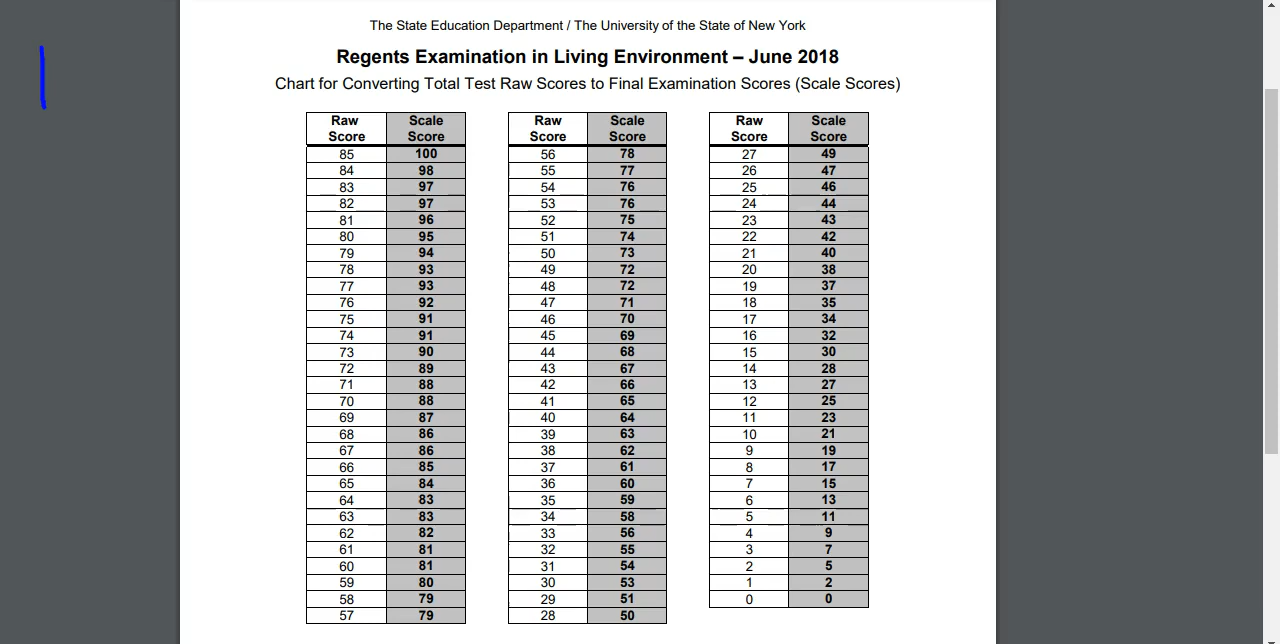 The State Education Department / The University of the State of New York
Regents Examination in Living Environment – June 2018
Chart for Converting Total Test Raw Scores to Final Examination Scores (Scale Scores)
Raw Score Scale Score Raw Score Scale Score Raw Score Scale Score
85 100 56 78 27 49
84 98 55 77 26 47
83 97 54 76 25 46
82 97 53 76 24 44
81 96 52 75 23 43
80 95 51 74 22 42
79 94 50 73 21 40
78 93 49 72 20 38
77 93 48 72 19 37
76 92 47 71 18 35
75 91 46 70 17 34
74 91 45 69 16 32
73 90 44 68 15 30
72 89 43 67 14 28
71 88 42 66 13 27
70 88 41 65 12 25
69 87 40 64 11 23
68 86 39 63 10 21
67 86 38 62 9 19
66 85 37 61 8 17
65 84 36 60 7 15
64 83 35 59 6 13
63 83 34 58 5 11
62 82 33 56 4 9
61 81 32 55 3 7
60 81 31 54 2 5
59 80 30 53 1 2
58 79 29 51 0 0
57 79 28 50